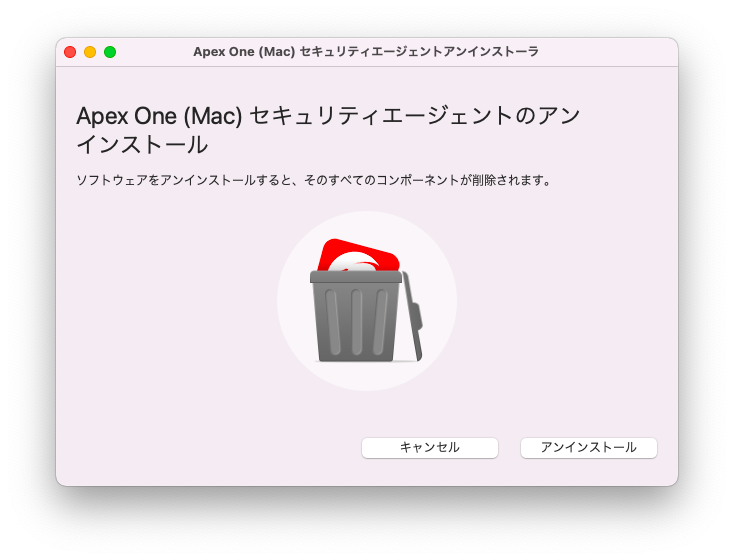 Apex One (Mac) セキュリティエージェントアンインストーラ
Apex One (Mac) セキュリティエージェントのアン
インストール
ソフトウェアをアンインストールすると、そのすべてのコンポーネントが削除されます。
キャンセル
アンインストール